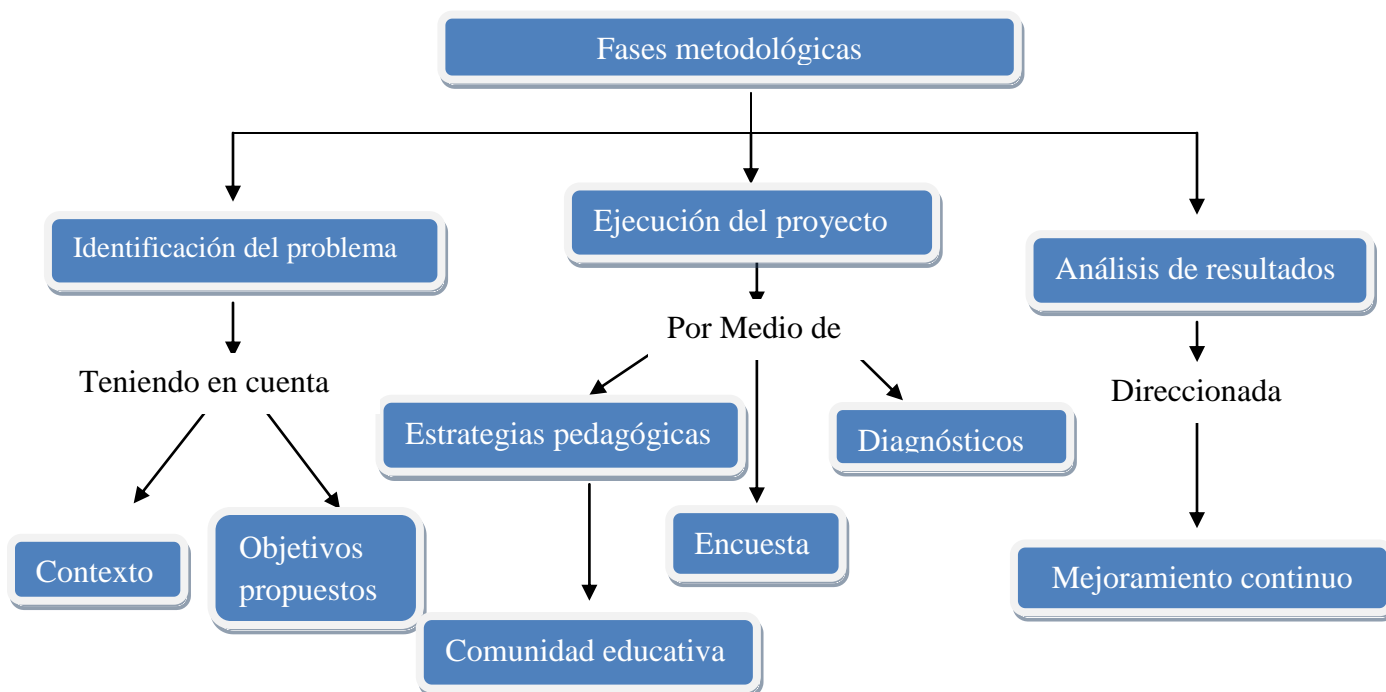 Fases metodológicas
Identificación del problema
Ejecución del proyecto
Análisis de resultados
Teniendo en cuenta
Por Medio de
Direccionada
Estrategias pedagógicas
Diagnósticos
Contexto
Objetivos
propuestos
Encuesta
Mejoramiento continuo
Comunidad educativa